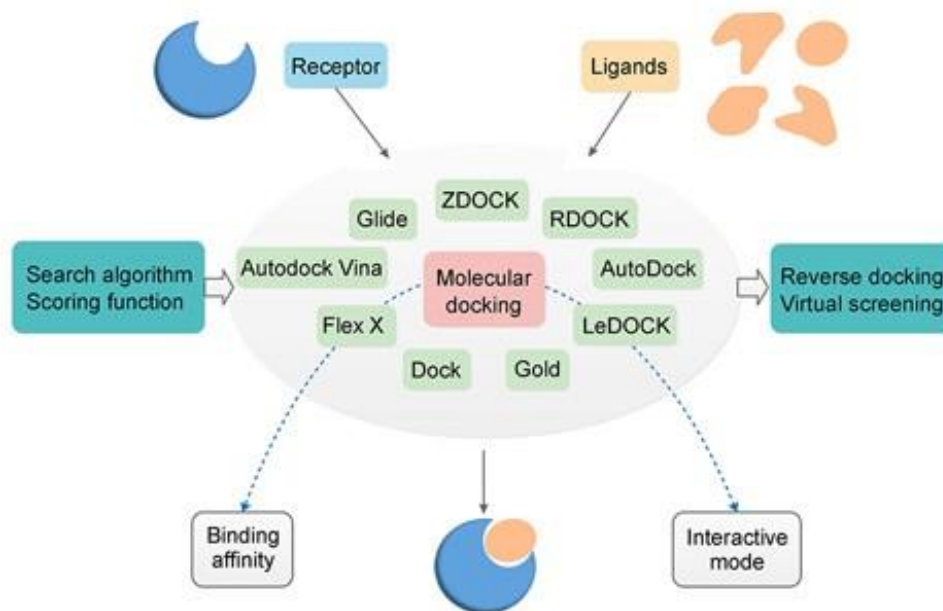 Receptor
Ligands
ZDOCK
Glide
RDOCK
Autodock Vina
Molecular
docking
AutoDock
Search algorithm
Scoring function
Reverse docking
Virtual screening
Flex X
LeDOCK
Dock
Gold
Binding
affinity
Interactive
mode